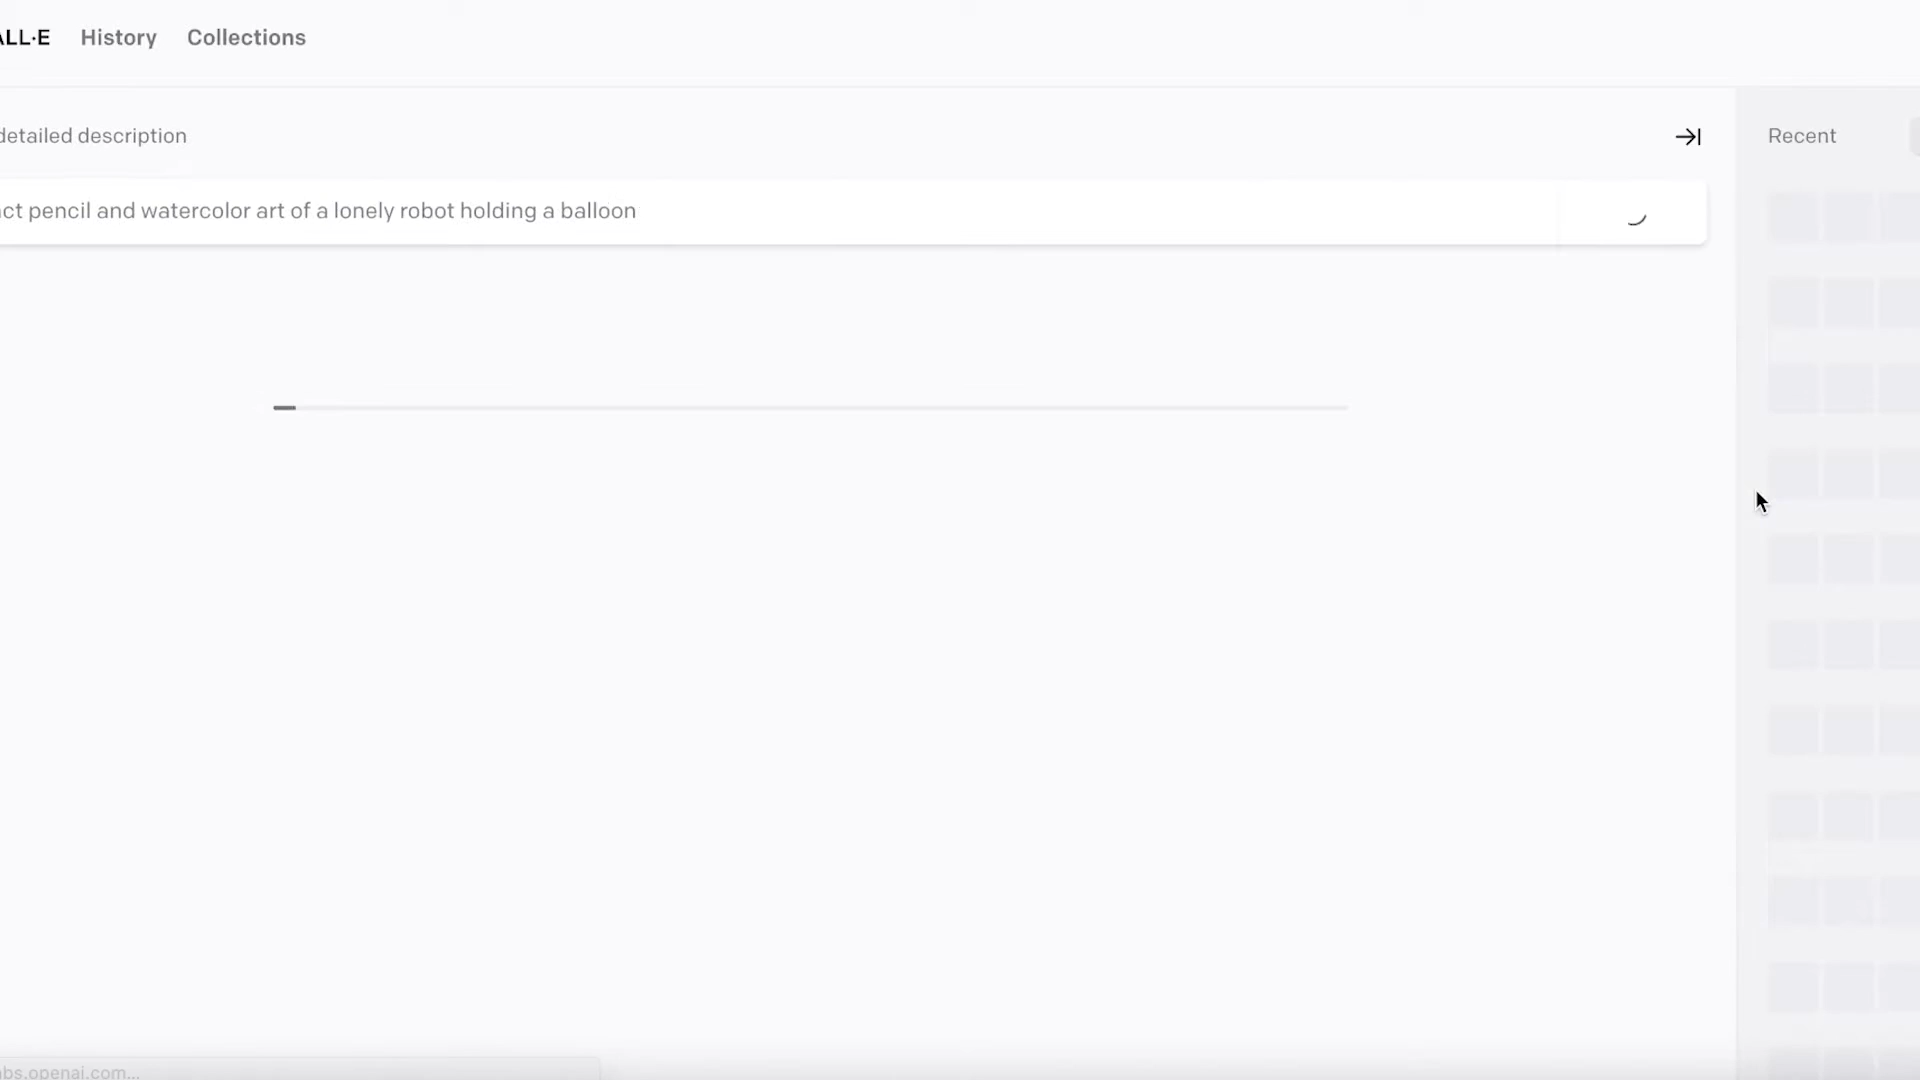 ALL·E History Collections
detailed description
Recent
ct pencil and watercolor art of a lonely robot holding a balloon
bs.openai.com...